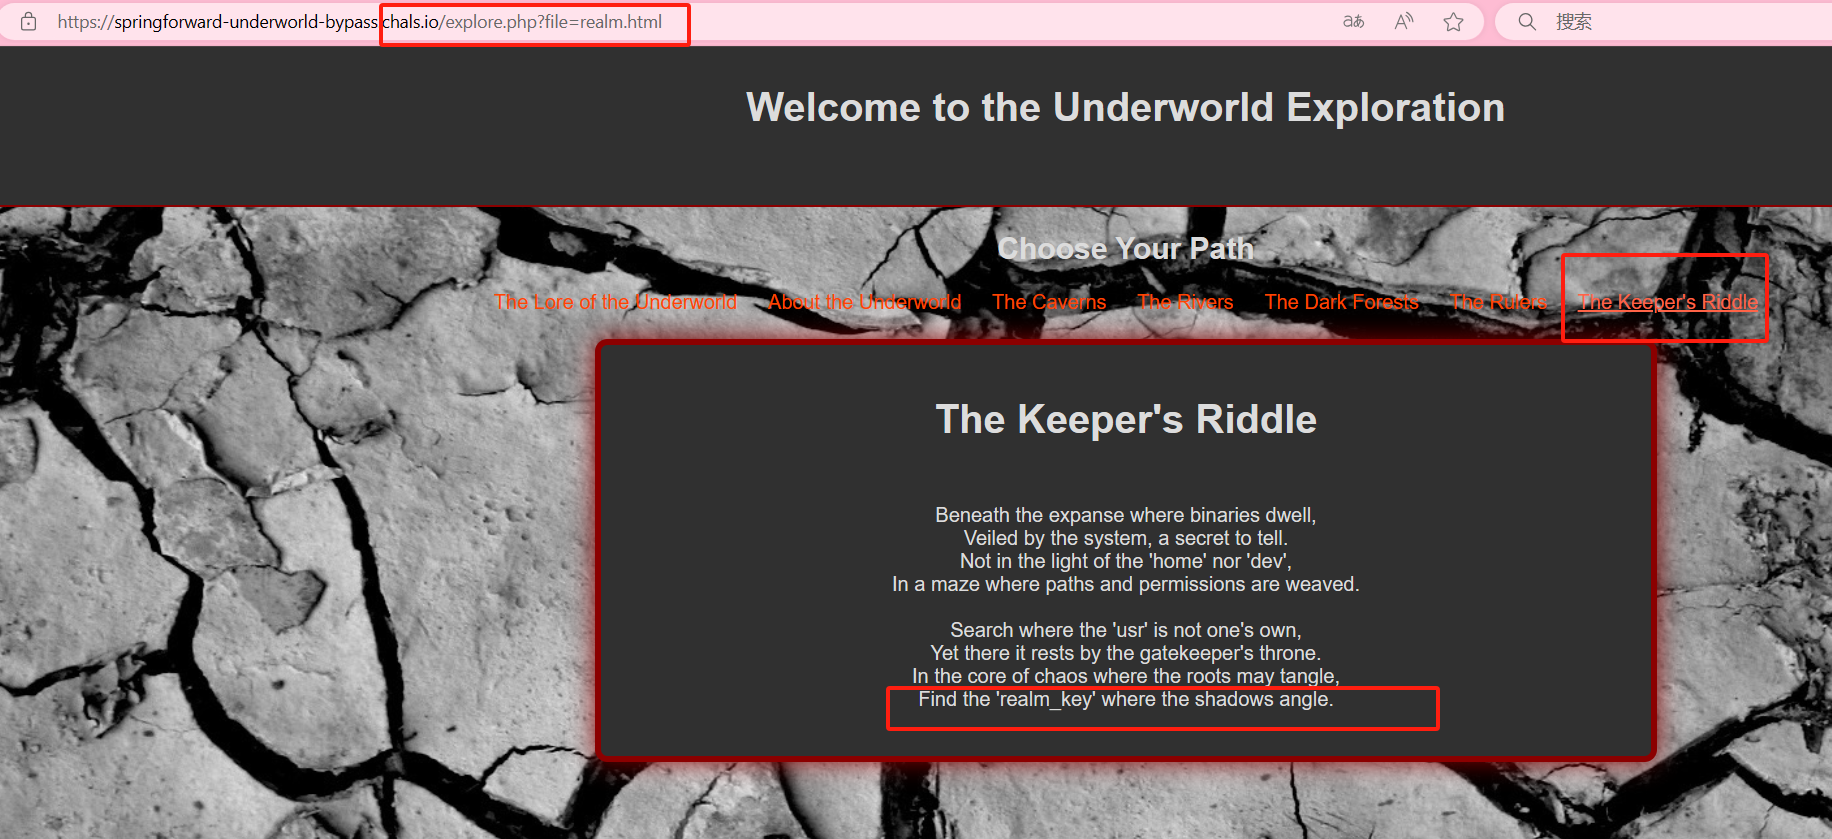 https://springforward-underworld-bypass.chals.io/explore.php?file=realm.html
aあ
A
搜索
Welcome to the Underworld Exploration
Choose Your Path
The Lore of the Underworld About the Underworld The Caverns The Rivers The Dark Forests The Rulers The Keeper's Riddle
The Keeper's Riddle
Beneath the expanse where binaries dwell,
Veiled by the system, a secret to tell.
Not in the light of the 'home' nor 'dev',
In a maze where paths and permissions are weaved.
Search where the 'usr' is not one's own,
Yet there it rests by the gatekeeper's throne.
In the core of chaos where the roots may tangle,
Find the 'realm_key' where the shadows angle.